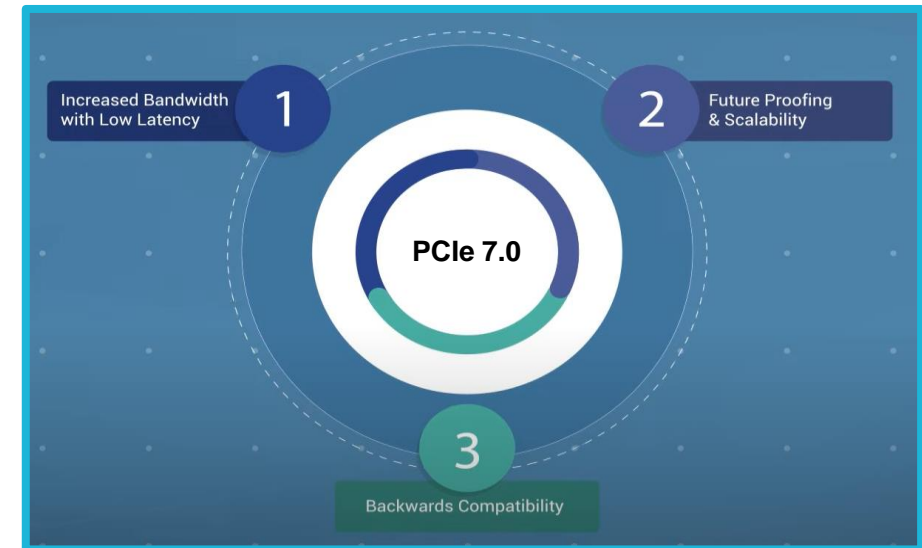 1
Increased Bandwidth
with Low Latency
2
Future Proofing
& Scalability
PCIe 7.0
3
Backwards Compatibility